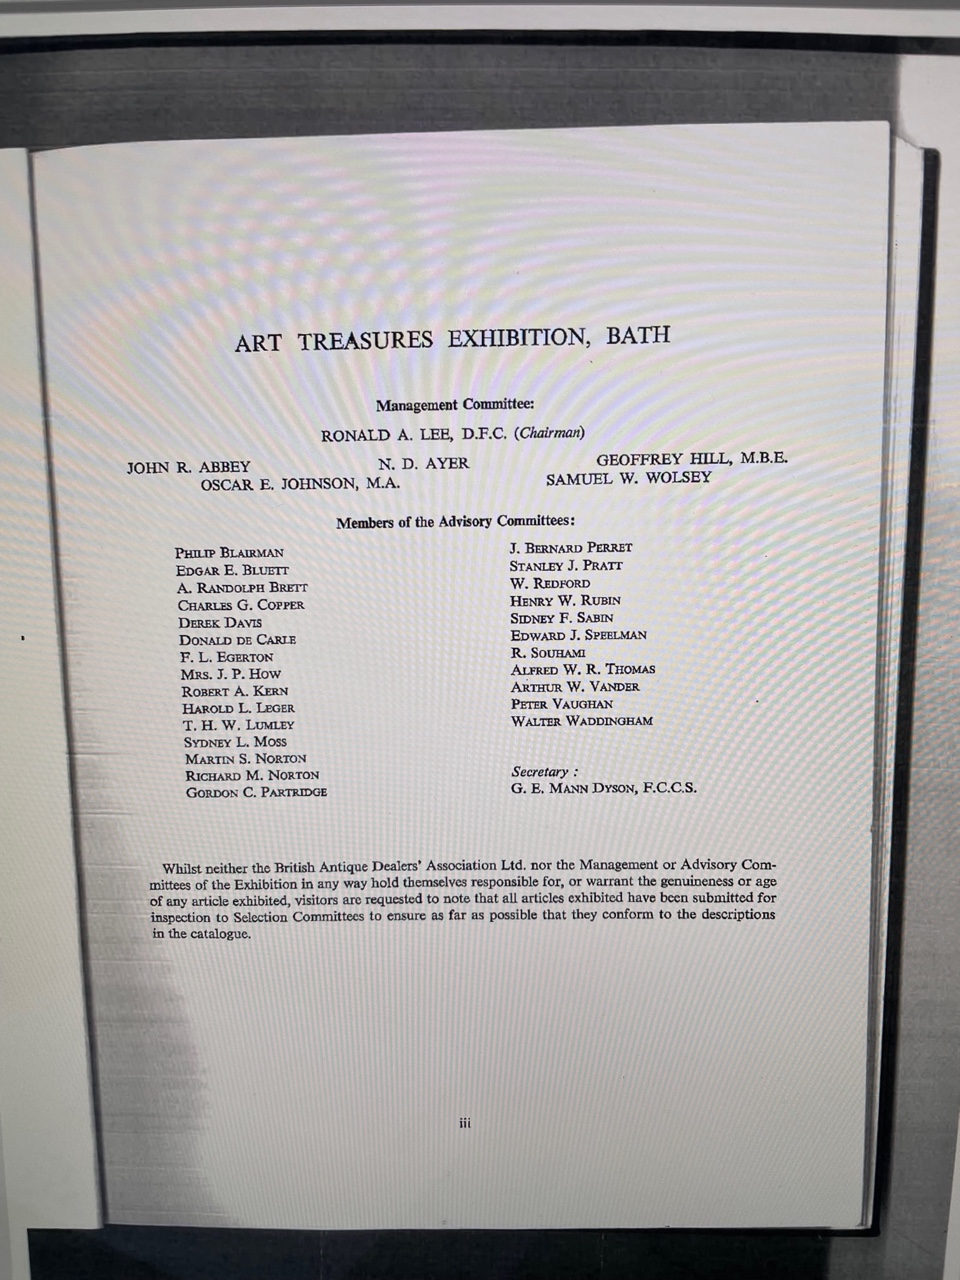 ART TREASURES EXHIBITION, BATH
Management Committee:
RONALD A. LEE, D.F.C. (Chairman)
JOHN R. ABBEY N. D. AYER GEOFFREY HILL, M.B.E.
OSCAR E. JOHNSON, M.A. SAMUEL W. WOLSEY
Members of the Advisory Committees:
PHILIP BLAIRMAN
EDGAR E. BLUETT
A. RANDOLPH BRETT
CHARLES G. COPPER
DEREK DAVIS
DONALD DE CARLE
F. L. EGERTON
MRS. J. P. HOW
ROBERT A. KERN
HAROLD L. LEGER
T. H. W. LUMLEY
SYDNEY L. MOSS
MARTIN S. NORTON
RICHARD M. NORTON
GORDON C. PARTRIDGE
J. BERNARD PERRET
STANLEY J. PRATT
W. REDFORD
HENRY W. RUBIN
SIDNEY F. SABIN
EDWARD J. SPEELMAN
R. SOUHAMI
ALFRED W. R. THOMAS
ARTHUR W. VANDER
PETER VAUGHAN
WALTER WADDINGHAM
Secretary :
G. E. MANN DYSON, F.C.C.S.
Whilst neither the British Antique Dealers' Association Ltd. nor the Management or Advisory Com-
mittees of the Exhibition in any way hold themselves responsible for, or warrant the genuineness or age
of any article exhibited, visitors are requested to note that all articles exhibited have been submitted for
inspection to Selection Committees to ensure as far as possible that they conform to the descriptions
in the catalogue.
iii